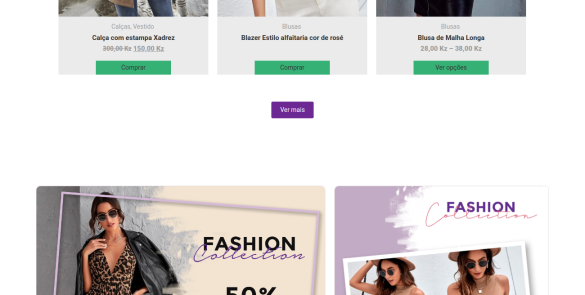 Calças, Vestido
Calça com estampa Xadrez
300,00 Kz 150,00 Kz
Comprar
Blusas
Blazer Estilo alfaitaria cor de rosé
Comprar
Blusas
Blusa de Malha Longa
28,00 Kz – 38,00 Kz
Ver opções
Ver mais
FASHION
Collection
50%
FASHION
Collection